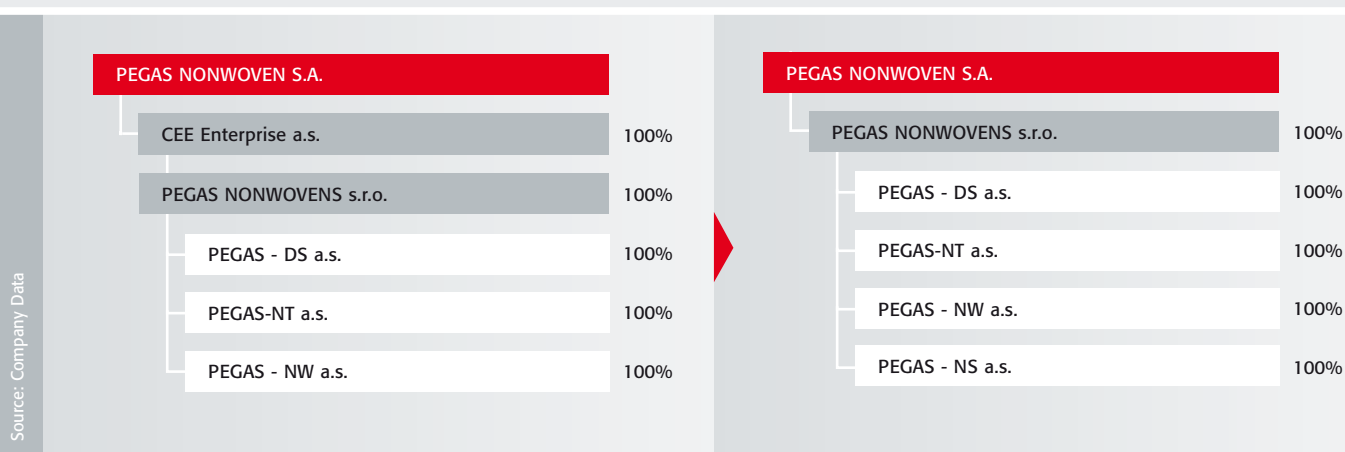 PEGAS NONWOVEN S.A.
CEE Enterprise a.s. 100%
PEGAS NONWOVENS s.r.o. 100%
PEGAS - DS a.s. 100%
PEGAS-NT a.s. 100%
PEGAS - NW a.s. 100%
PEGAS NONWOVEN S.A.
PEGAS NONWOVENS s.r.o. 100%
PEGAS - DS a.s. 100%
PEGAS-NT a.s. 100%
PEGAS - NW a.s. 100%
PEGAS - NS a.s. 100%
Source: Company Data